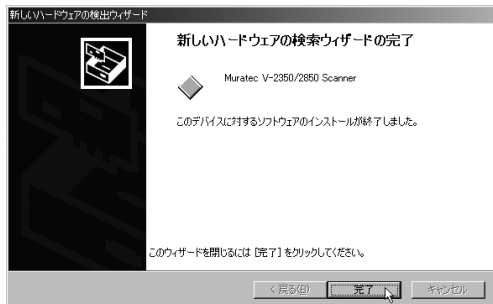 新しいハードウェアの検出ウィザード
新しいハードウェアの検索ウィザードの完了
Muratec V-2350/2850 Scanner
このデバイスに対するソフトウェアのインストールが終了しました。
このウィザードを閉じるには [完了] をクリックしてください。
< 戻る(B)
完了
キャンセル